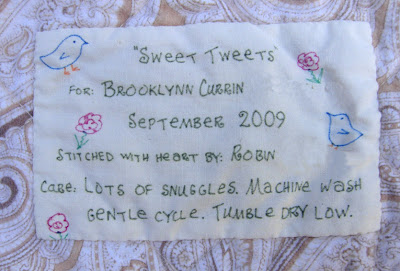 "Sweet Tweets"
For: Brooklynn Currin
September 2009
Stitched with heart by: Robin
Care: Lots of snuggles. Machine wash
gentle cycle. Tumble dry low.